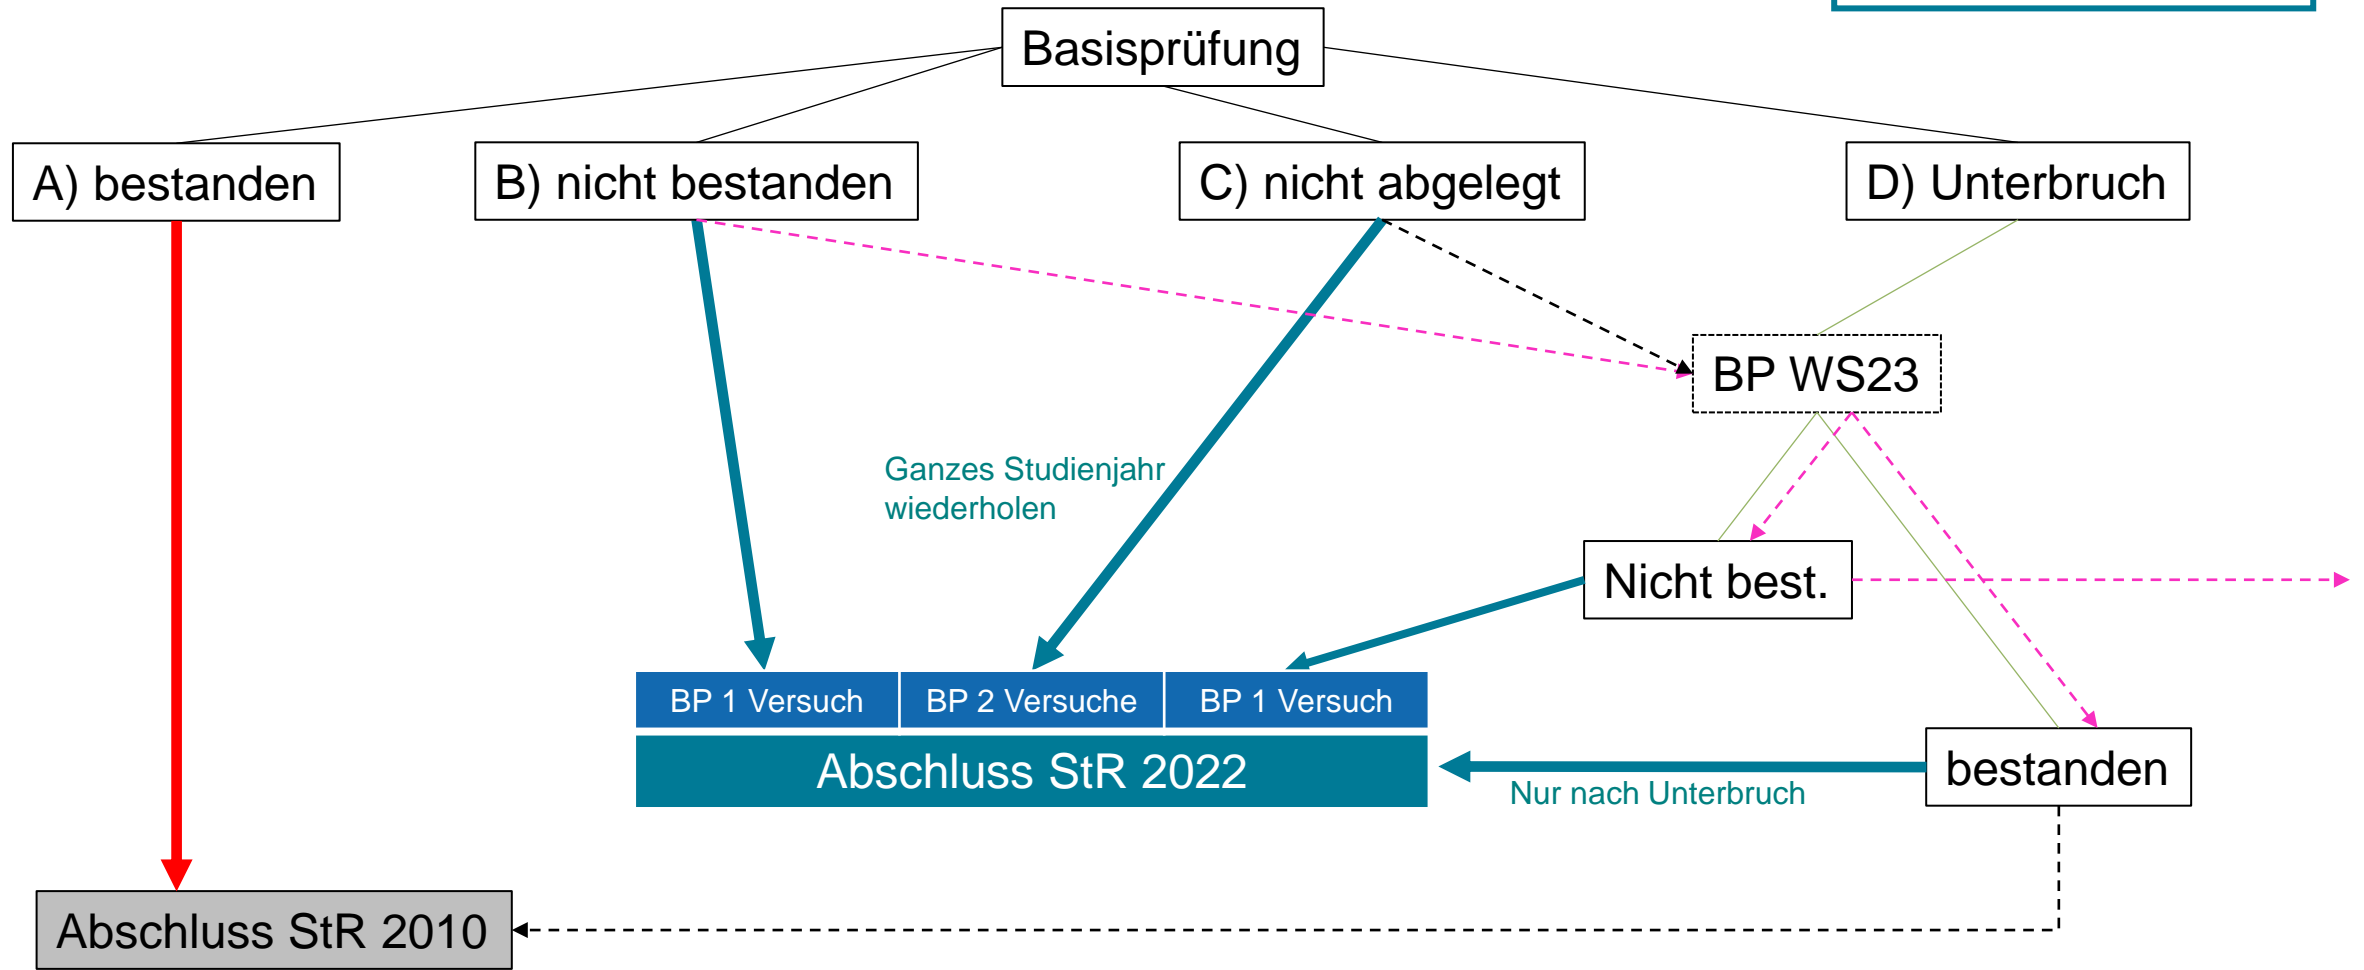 Basisprüfung
A) bestanden
B) nicht bestanden
C) nicht abgelegt
D) Unterbruch
BP WS23
Ganzes Studienjahr
wiederholen
Nicht best.
BP 1 Versuch
BP 2 Versuche
BP 1 Versuch
Abschluss StR 2022
bestanden
Nur nach Unterbruch
Abschluss StR 2010